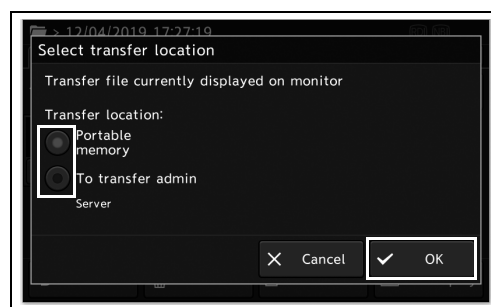 > 12/04/2019 17:27:19
Select transfer location
Transfer file currently displayed on monitor
Transfer location:
Portable
memory
To transfer admin
Server
Cancel
OK